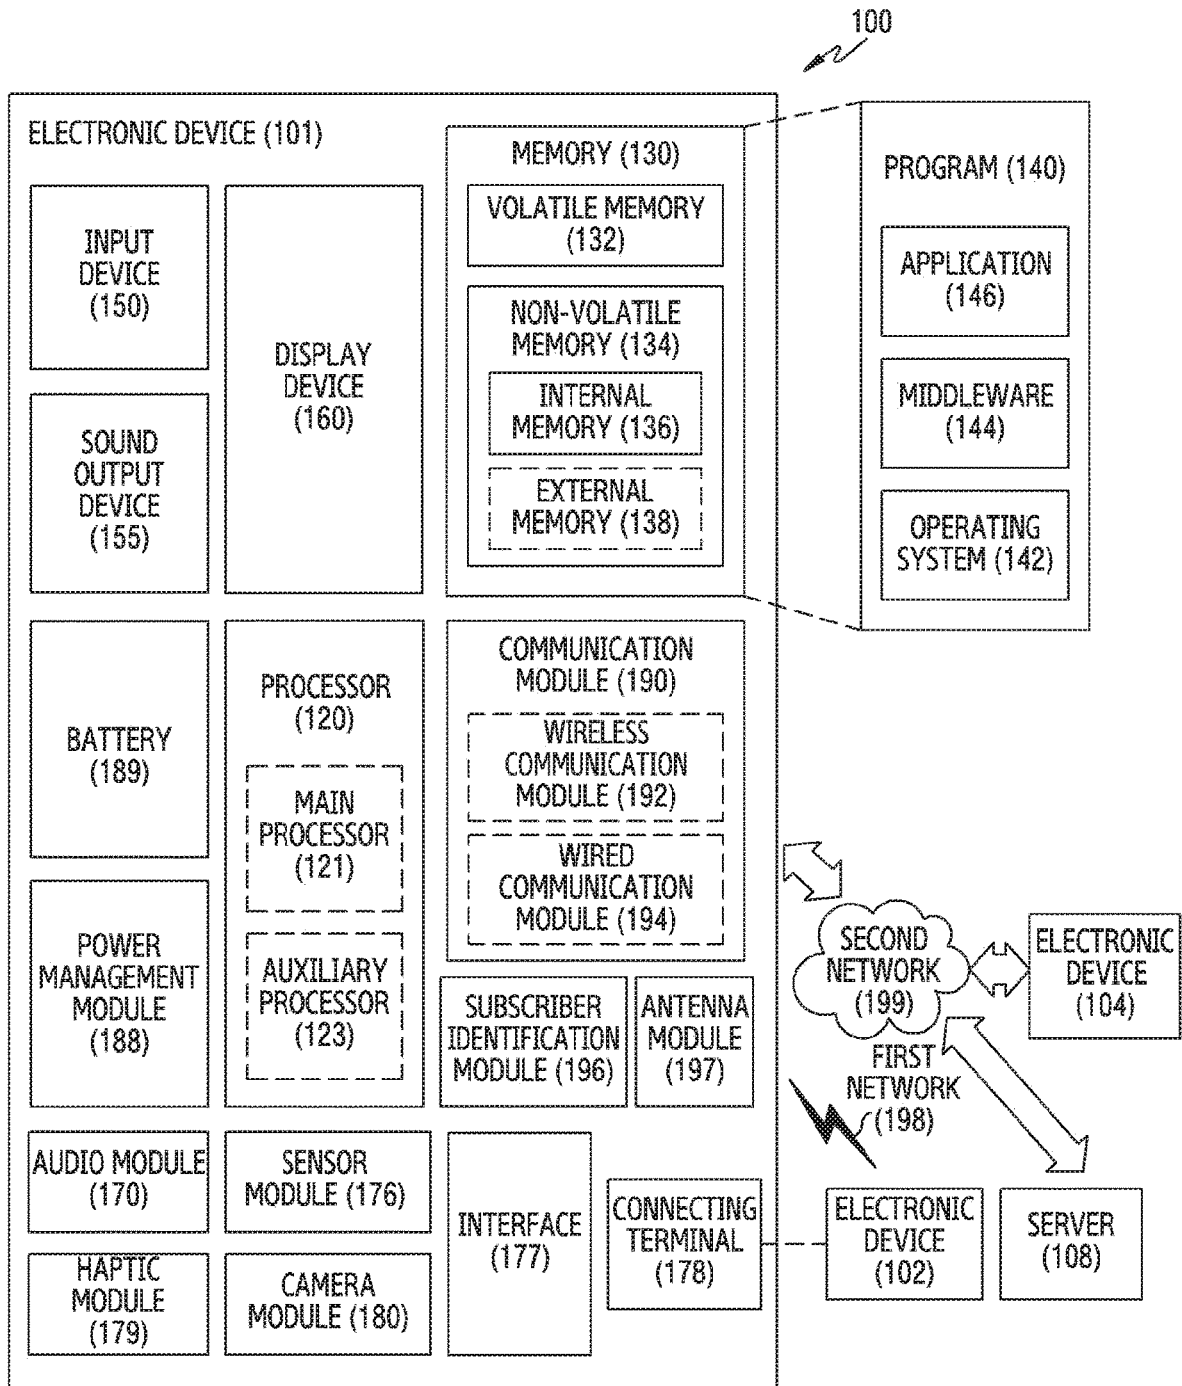 100
ELECTRONIC DEVICE (101)
INPUT
DEVICE
(150)
SOUND
OUTPUT
DEVICE
(155)
DISPLAY
DEVICE
(160)
MEMORY (130)
VOLATILE MEMORY
(132)
NON-VOLATILE
MEMORY (134)
INTERNAL
MEMORY (136)
EXTERNAL
MEMORY (138)
PROGRAM (140)
APPLICATION
(146)
MIDDLEWARE
(144)
OPERATING
SYSTEM (142)
BATTERY
(189)
POWER
MANAGEMENT
MODULE
(188)
PROCESSOR
(120)
MAIN
PROCESSOR
(121)
AUXILIARY
PROCESSOR
(123)
COMMUNICATION
MODULE (190)
WIRELESS
COMMUNICATION
MODULE (192)
WIRED
COMMUNICATION
MODULE (194)
SUBSCRIBER
IDENTIFICATION
MODULE (196)
ANTENNA
MODULE
(197)
SECOND
NETWORK
(199)
ELECTRONIC
DEVICE
(104)
FIRST
NETWORK
(198)
AUDIO MODULE
(170)
SENSOR
MODULE (176)
HAPTIC
MODULE
(179)
CAMERA
MODULE (180)
INTERFACE
(177)
CONNECTING
TERMINAL
(178)
ELECTRONIC
DEVICE
(102)
SERVER
(108)